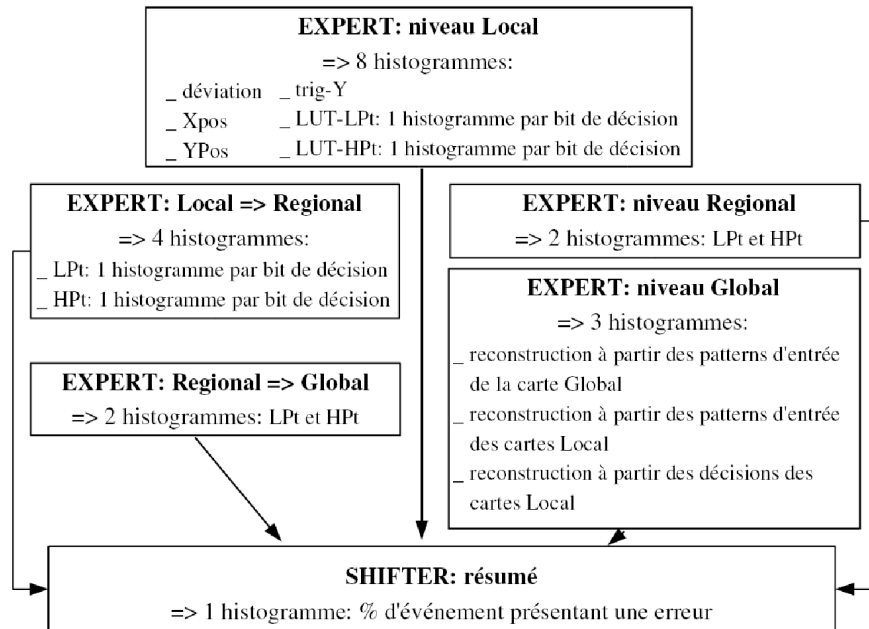 EXPERT: niveau Local
=> 8 histogrammes:
_ déviation _ trig-Y
_ Xpos _ LUT-LPt: 1 histogramme par bit de décision
_ YPos _ LUT-HPt: 1 histogramme par bit de décision
EXPERT: Local => Regional
=> 4 histogrammes:
_ LPt: 1 histogramme par bit de décision
_ HPt: 1 histogramme par bit de décision
EXPERT: niveau Regional
=> 2 histogrammes: LPt et HPt
EXPERT: niveau Global
=> 3 histogrammes:
_ reconstruction à partir des patterns d'entrée
de la carte Global
_ reconstruction à partir des patterns d'entrée
des cartes Local
_ reconstruction à partir des décisions des
cartes Local
EXPERT: Regional => Global
=> 2 histogrammes: LPt et HPt
SHIFTER: résumé
=> 1 histogramme: % d'événement présentant une erreur